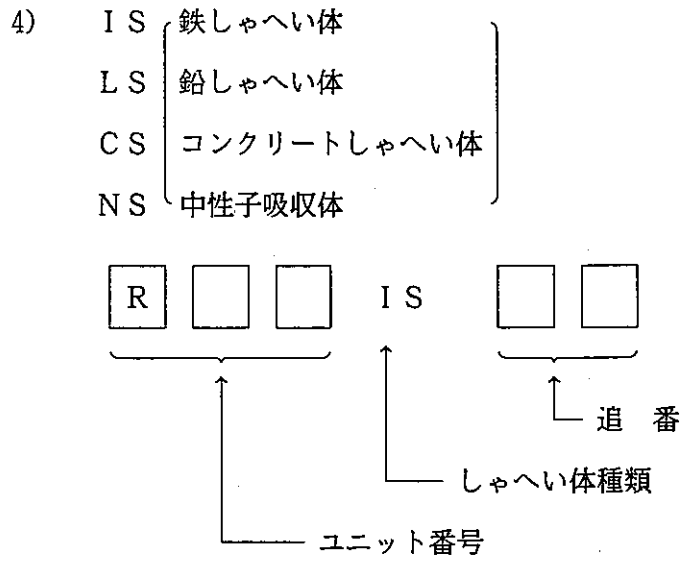 4) IS 鉄しゃへい体
LS 鉛しゃへい体
CS コンクリートしゃへい体
NS 中性子吸収体
R IS
追 番
しゃへい体種類
ユニット番号